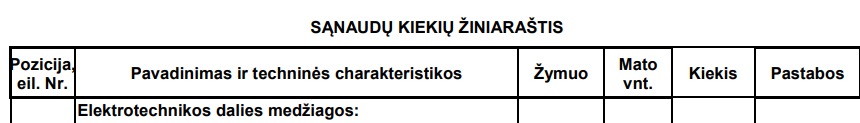 SĄNAUDŲ KIEKIŲ ŽINIARAŠTIS
Pozicija, eil. Nr. Pavadinimas ir techninės charakteristikos Žymuo Mato vnt. Kiekis Pastabos
Elektrotechnikos dalies medžiagos: